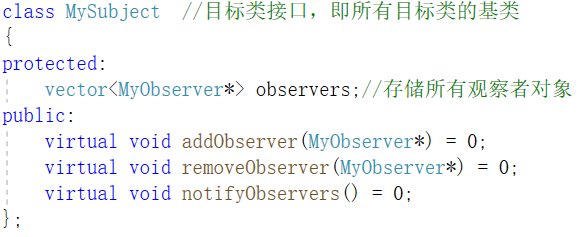 class MySubject  //目标类接口，即所有目标类的基类
{
protected:
    vector<MyObserver*> observers;//存储所有观察者对象
public:
    virtual void addObserver(MyObserver*) = 0;
    virtual void removeObserver(MyObserver*) = 0;
    virtual void notifyObservers() = 0;
};